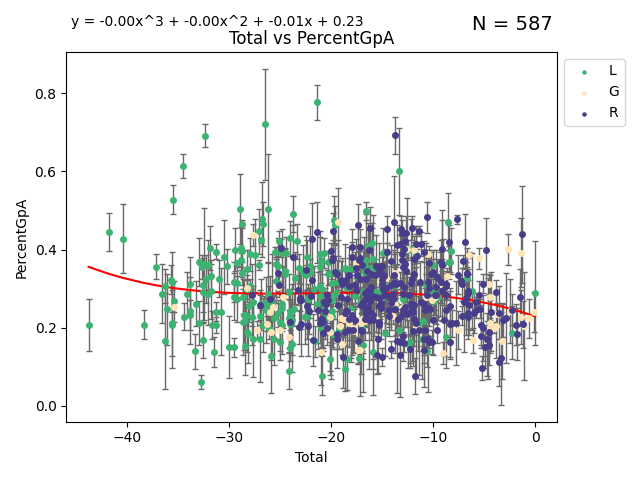 y = -0.00x^3 + -0.00x^2 + -0.01x + 0.23
N = 587
Total vs PercentGpA
L
G
R
0.8
0.6
0.4
0.2
0.0
PercentGpA
−40
−30
−20
−10
0
Total